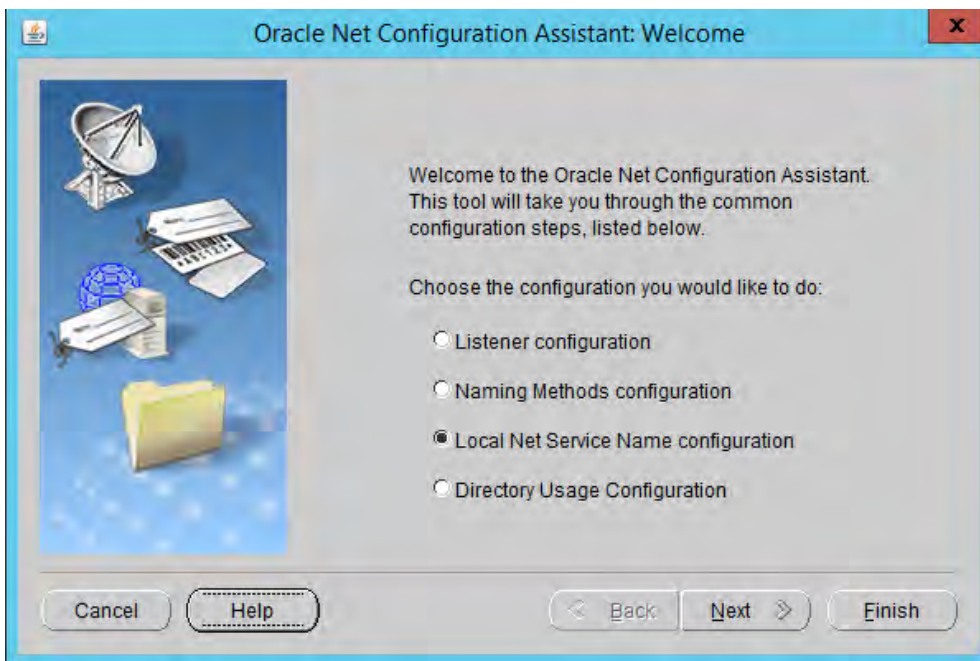 Oracle Net Configuration Assistant: Welcome
Welcome to the Oracle Net Configuration Assistant.
This tool will take you through the common
configuration steps, listed below.
Choose the configuration you would like to do:
Listener configuration
Naming Methods configuration
Local Net Service Name configuration
Directory Usage Configuration
Cancel
Help
Back
Next
Finish